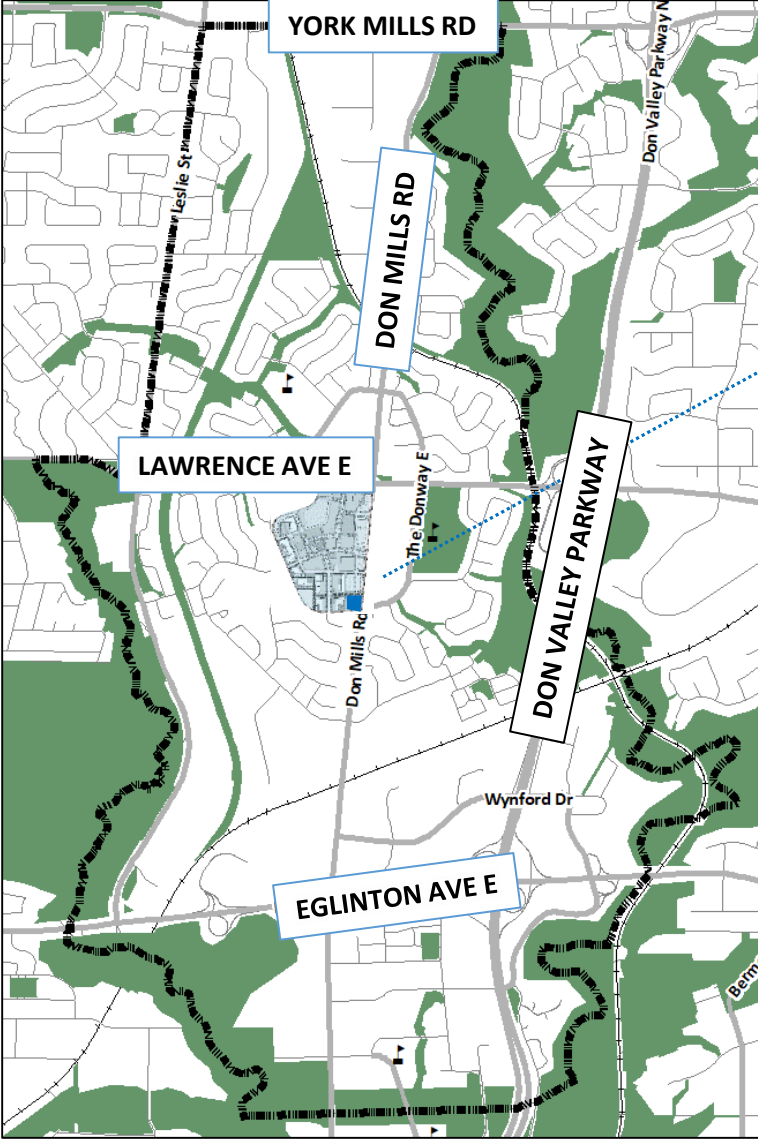 YORK MILLS RD
Don Valley Parkway N
Leslie St
DON MILLS RD
LAWRENCE AVE E
The Donway E
DON VALLEY PARKWAY
Don Mills Rd
Wynford Dr
EGLINTON AVE E